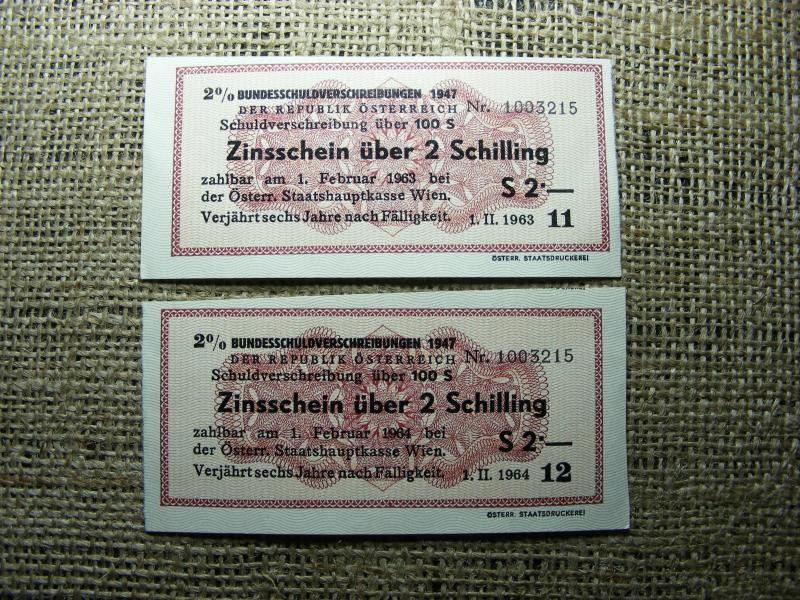 2% BUNDESSCHULDVERSCHREIBUNGEN 1947
DER REPUBLIK ÖSTERREICH Nr. 1003215
Schuldverschreibung über 100 S
Zinsschein über 2 Schilling
zahlbar am 1. Februar 1963 bei
der Österr. Staatshauptkasse Wien. S 2·—
Verjährt sechs Jahre nach Fälligkeit. 1. II. 1963 11
ÖSTERR. STAATSDRUCKEREI
2% BUNDESSCHULDVERSCHREIBUNGEN 1947
DER REPUBLIK ÖSTERREICH Nr. 1003215
Schuldverschreibung über 100 S
Zinsschein über 2 Schilling
zahlbar am 1. Februar 1964 bei
der Österr. Staatshauptkasse Wien. S 2·—
Verjährt sechs Jahre nach Fälligkeit. 1. II. 1964 12
ÖSTERR. STAATSDRUCKEREI